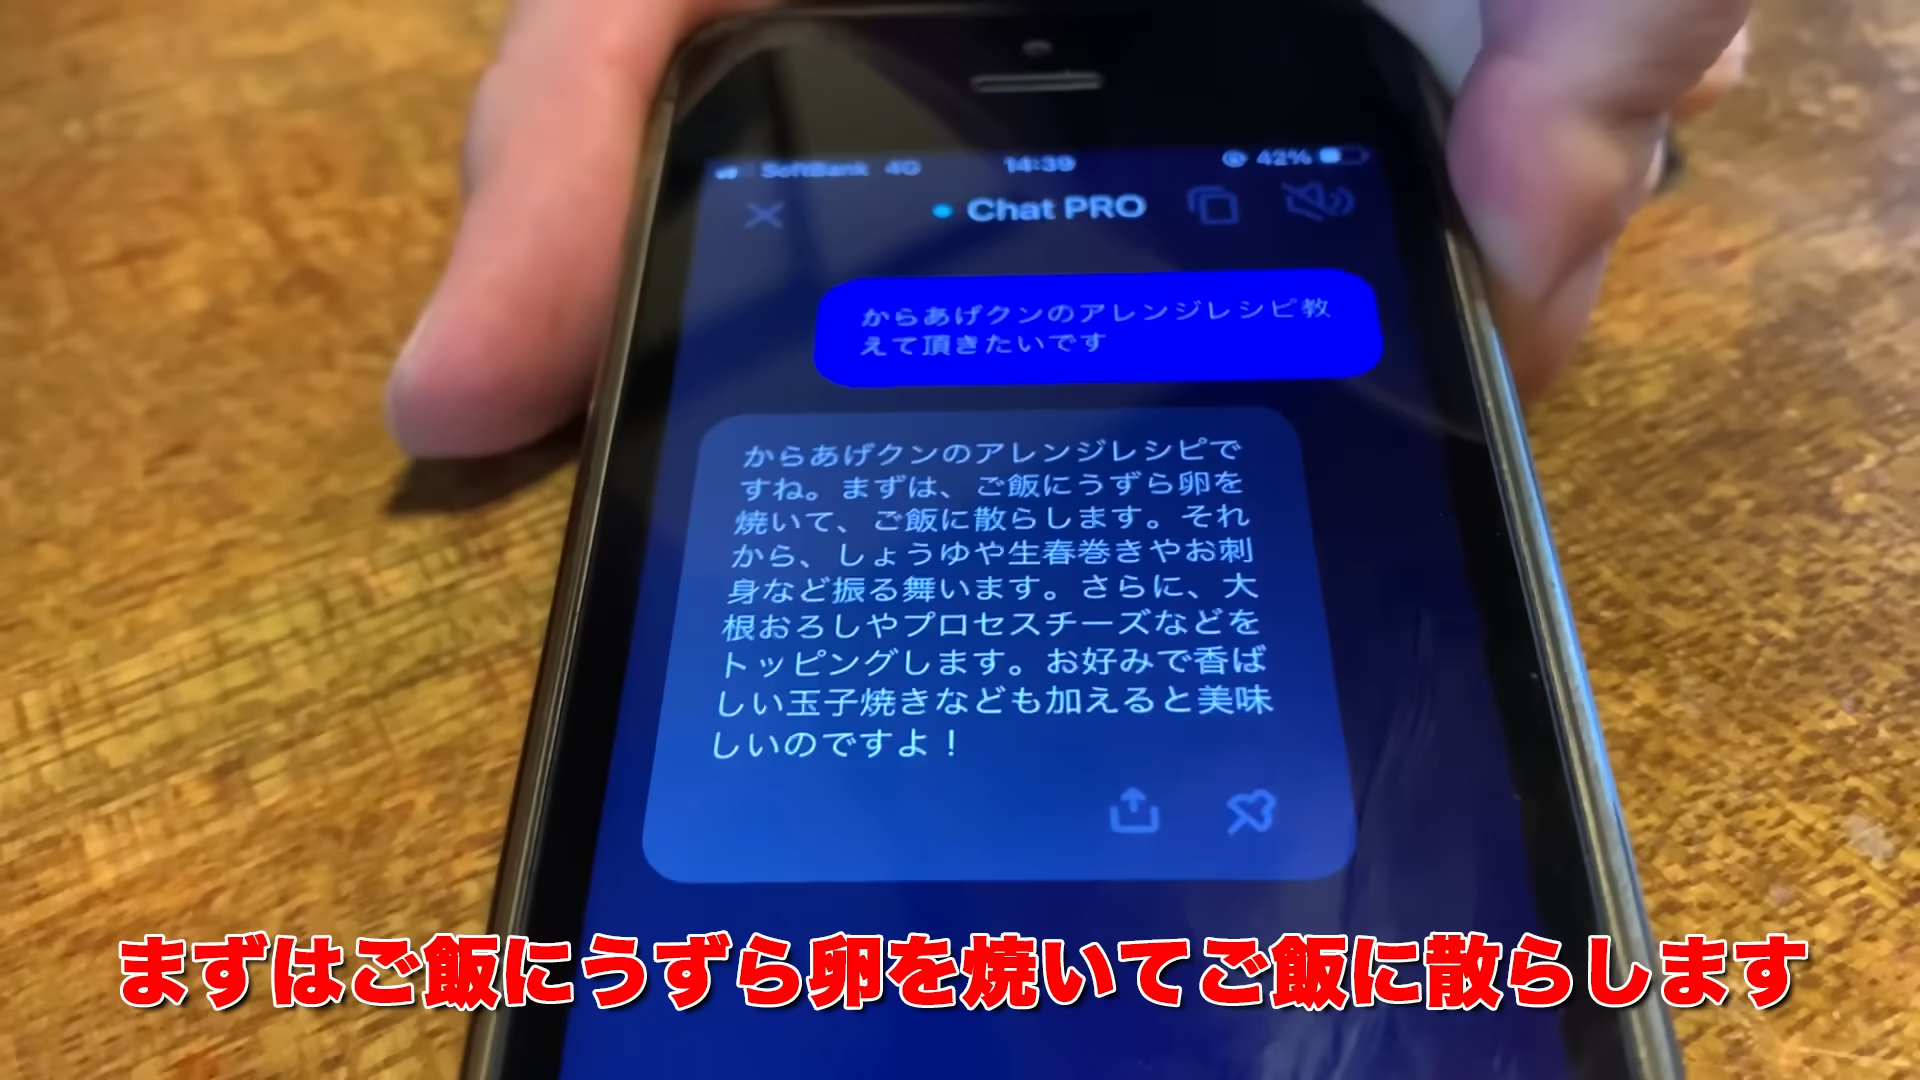 SoftBank 4G 14:39 42%
Chat PRO
からあげクンのアレンジレシピ教
えて頂きたいです
からあげクンのアレンジレシピで
すね。まずは、ご飯にうずら卵を
焼いて、ご飯に散らします。それ
から、しょうゆや生春巻きやお刺
身など振る舞います。さらに、大
根おろしやプロセスチーズなどを
トッピングします。お好みで香ば
しい玉子焼きなども加えると美味
しいのですよ！
まずはご飯にうずら卵を焼いてご飯に散らします